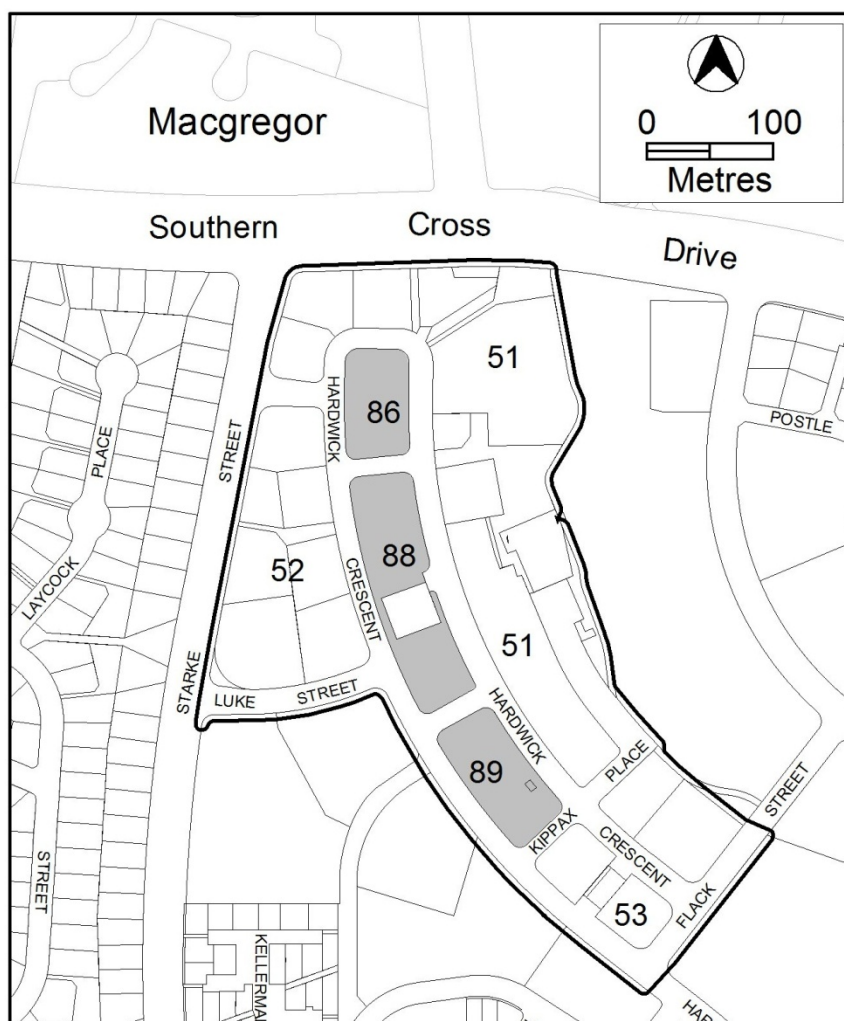 Macgregor
0 100
Metres
Southern Cross Drive
51
HARDWICK
86
POSTLE
PLACE
STREET
88
52
LAYCOCK
CRESCENT
51
STARKE
LUKE STREET
HARDWICK
PLACE
89
STREET
KIPPAX
CRESCENT
STREET
FLACK
53
KELLERMA
HAR